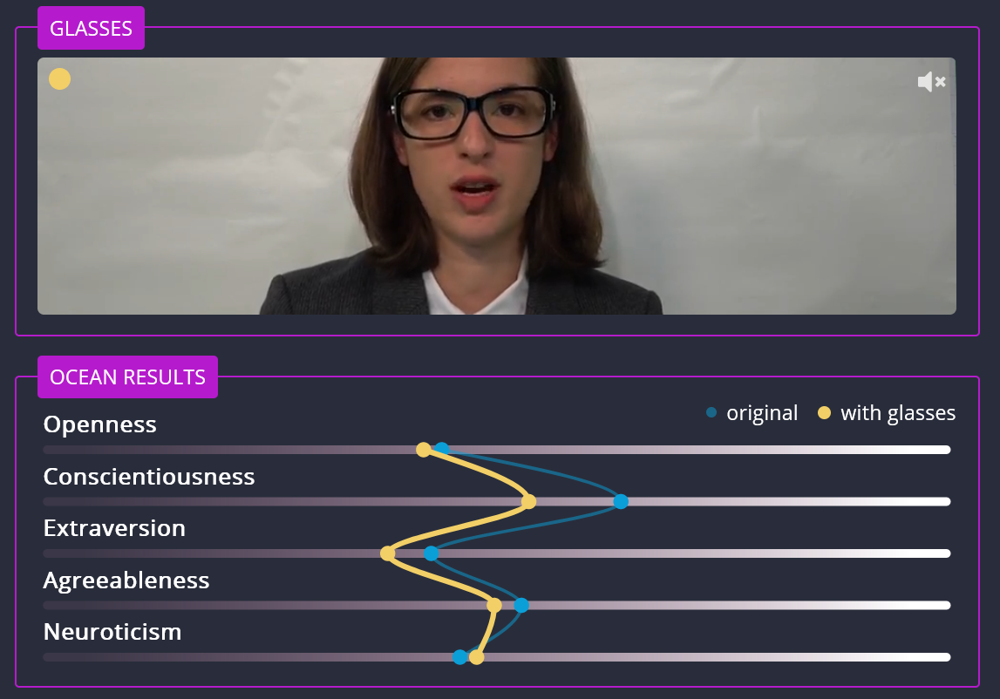 GLASSES
OCEAN RESULTS
original with glasses
Openness
Conscientiousness
Extraversion
Agreeableness
Neuroticism